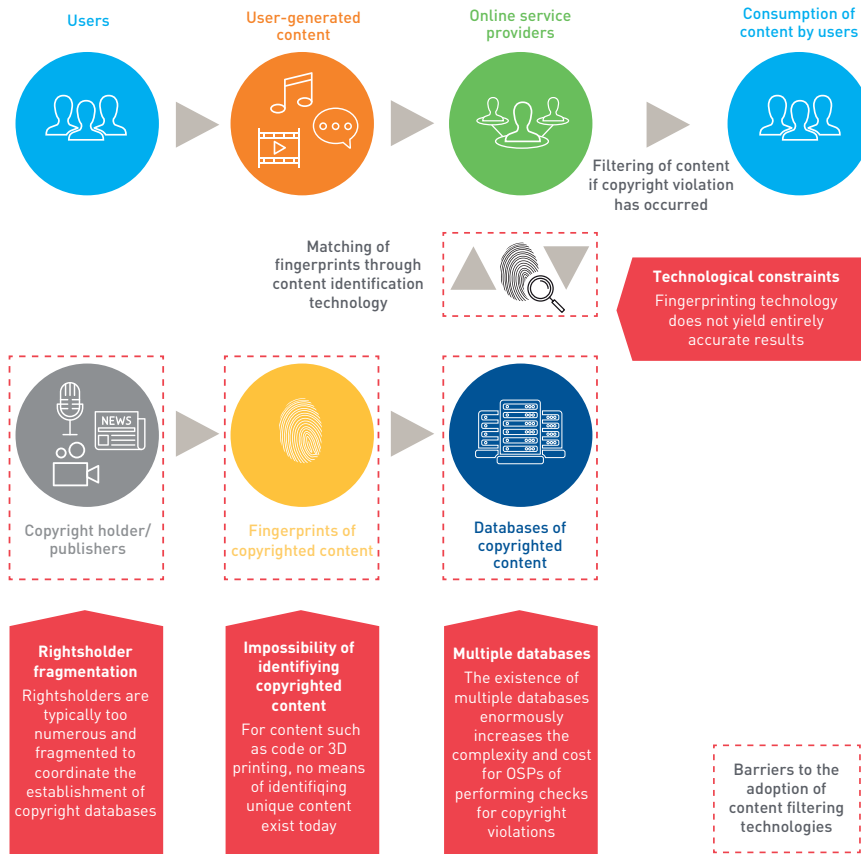 Users
User-generated
content
Online service
providers
Consumption of
content by users
Filtering of content
if copyright violation
has occurred
Matching of
fingerprints through
content identification
technology
Technological constraints
Fingerprinting technology
does not yield entirely
accurate results
NEWS
Copyright holder/
publishers
Fingerprints of
copyrighted content
Databases of
copyrighted
content
Rightsholder
fragmentation
Rightsholders are
typically too
numerous and
fragmented to
coordinate the
establishment of
copyright databases
Impossibility of
identifiying
copyrighted
content
For content such
as code or 3D
printing, no means
of identifiqing
unique content
exist today
Multiple databases
The existence of
multiple databases
enormously
increases the
complexity and cost
for OSPs of
performing checks
for copyright
violations
Barriers to the
adoption of
content filtering
technologies